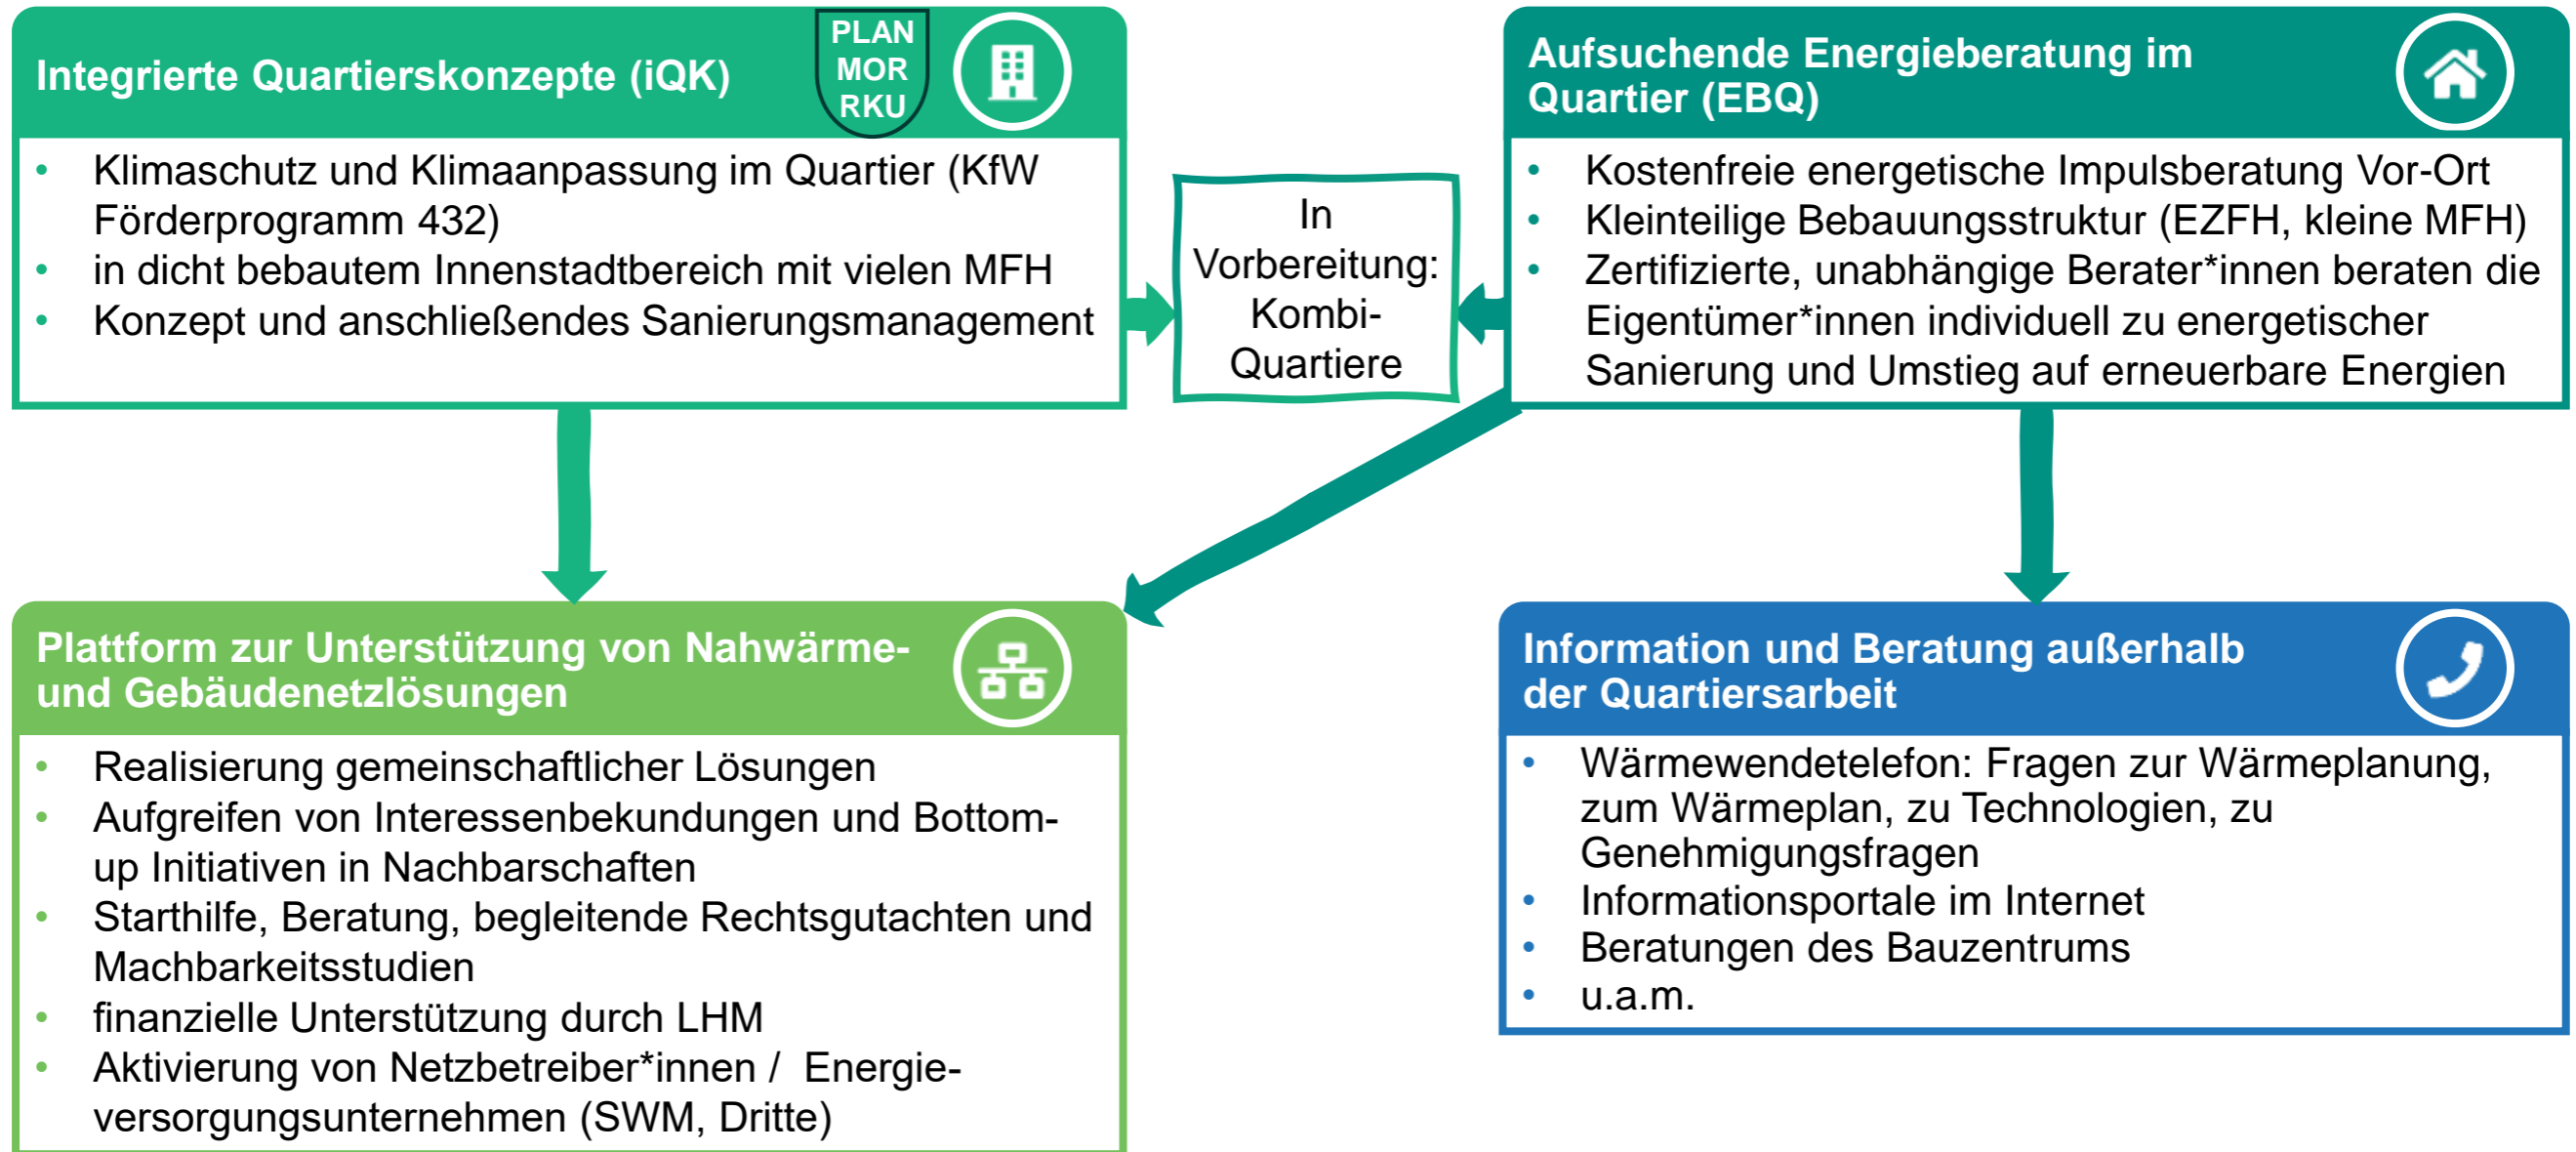 Integrierte Quartierskonzepte (iQK)
PLAN
MOR
RKU
• Klimaschutz und Klimaanpassung im Quartier (KfW
Förderprogramm 432)
• in dicht bebautem Innenstadtbereich mit vielen MFH
• Konzept und anschließendes Sanierungsmanagement
In
Vorbereitung:
Kombi-
Quartiere
Aufsuchende Energieberatung im
Quartier (EBQ)
• Kostenfreie energetische Impulsberatung Vor-Ort
• Kleinteilige Bebauungsstruktur (EZFH, kleine MFH)
• Zertifizierte, unabhängige Berater*innen beraten die
Eigentümer*innen individuell zu energetischer
Sanierung und Umstieg auf erneuerbare Energien
Plattform zur Unterstützung von Nahwärme-
und Gebäudenetzlösungen
• Realisierung gemeinschaftlicher Lösungen
• Aufgreifen von Interessenbekundungen und Bottom-
up Initiativen in Nachbarschaften
• Starthilfe, Beratung, begleitende Rechtsgutachten und
Machbarkeitsstudien
• finanzielle Unterstützung durch LHM
• Aktivierung von Netzbetreiber*innen / Energie-
versorgungsunternehmen (SWM, Dritte)
Information und Beratung außerhalb
der Quartiersarbeit
• Wärmewendetelefon: Fragen zur Wärmeplanung,
zum Wärmeplan, zu Technologien, zu
Genehmigungsfragen
• Informationsportale im Internet
• Beratungen des Bauzentrums
• u.a.m.